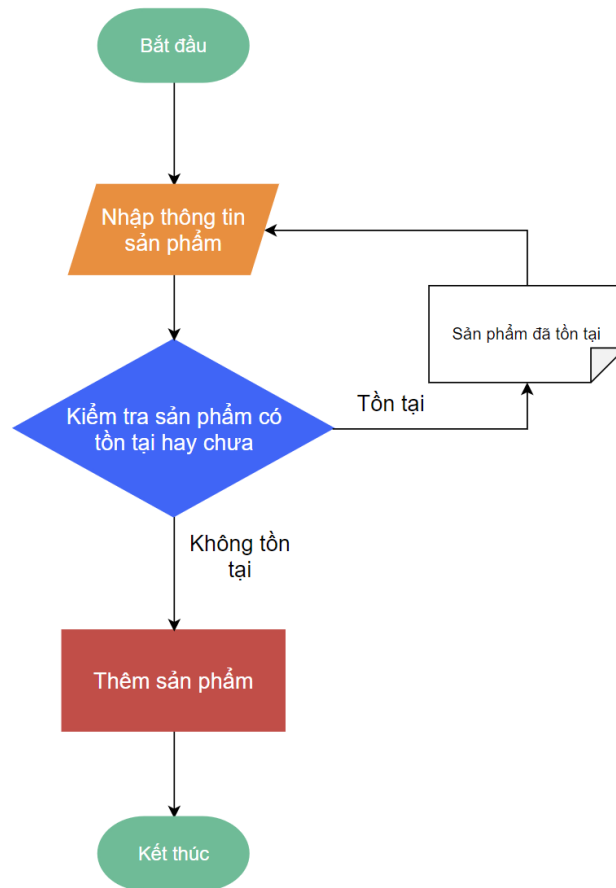 Bắt đầu
Nhập thông tin
sản phẩm
Sản phẩm đã tồn tại
Kiểm tra sản phẩm có
tồn tại hay chưa
Tồn tại
Không tồn
tại
Thêm sản phẩm
Kết thúc